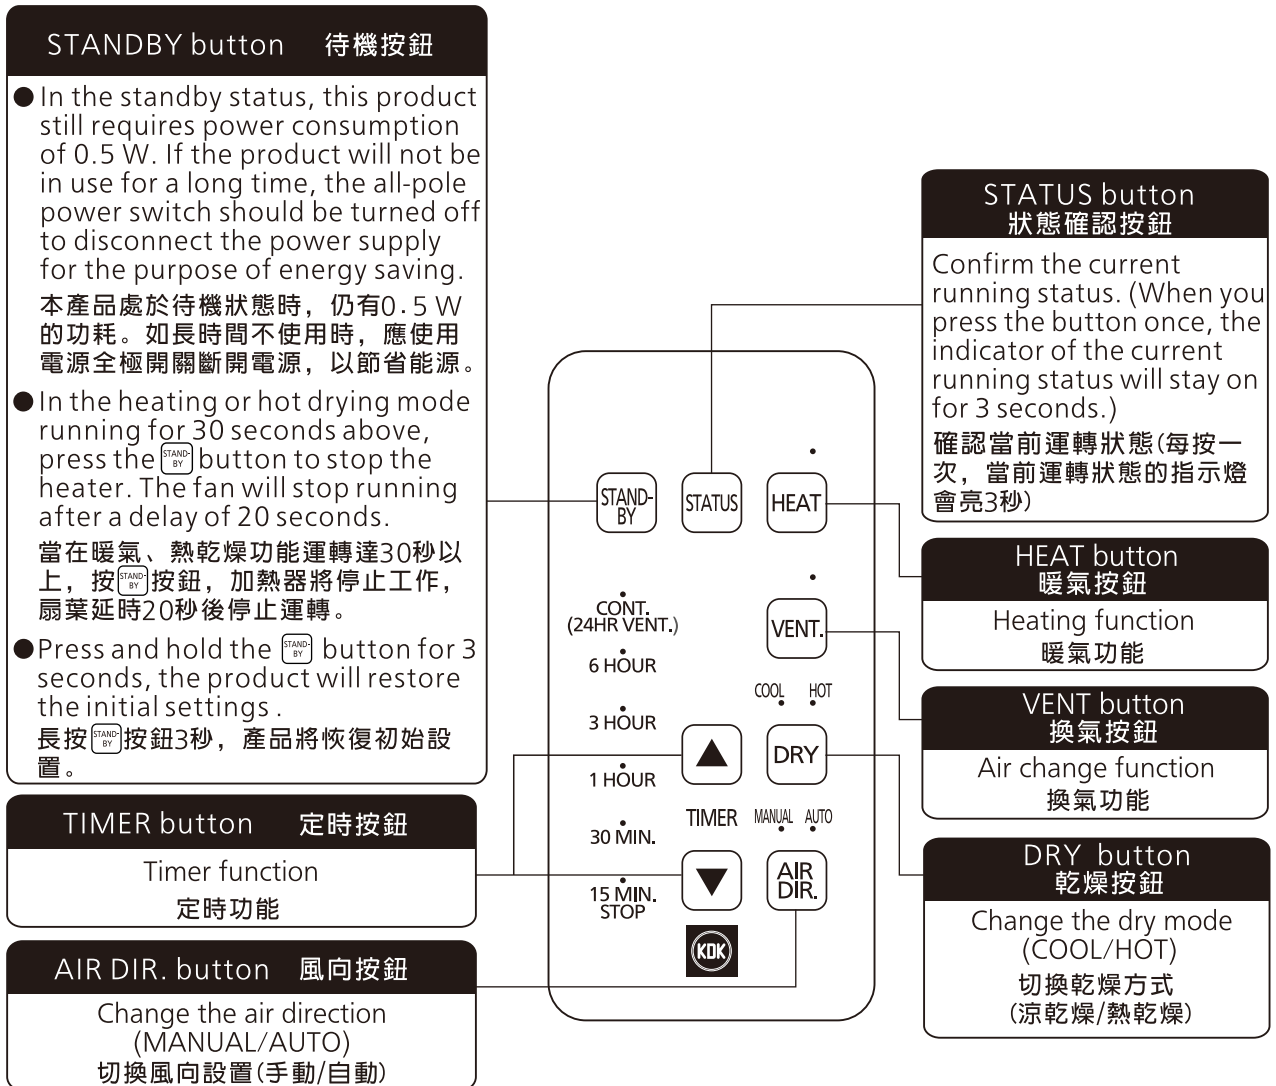 STANDBY button 待機按鈕
● In the standby status, this product
still requires power consumption
of 0.5 W. If the product will not be
in use for a long time, the all-pole
power switch should be turned off
to disconnect the power supply
for the purpose of energy saving.
本產品處於待機狀態時，仍有0.5 W
的功耗。如長時間不使用時，應使用
電源全極開關斷開電源，以節省能源。
● In the heating or hot drying mode
running for 30 seconds above,
press the STAND-BY button to stop the
heater. The fan will stop running
after a delay of 20 seconds.
當在暖氣、熱乾燥功能運轉達30秒以
上，按STAND-BY按鈕，加熱器將停止工作，
扇葉延時20秒後停止運轉。
● Press and hold the STAND-BY button for 3
seconds, the product will restore
the initial settings .
長按STAND-BY按鈕3秒，產品將恢復初始設
置。
TIMER button 定時按鈕
Timer function
定時功能
AIR DIR. button 風向按鈕
Change the air direction
(MANUAL/AUTO)
切換風向設置(手動/自動)
STAND-
BY
STATUS
HEAT
CONT.
(24HR VENT.)
VENT.
6 HOUR
COOL HOT
3 HOUR
▲
DRY
1 HOUR
TIMER
MANUAL AUTO
30 MIN.
▼
AIR
DIR.
15 MIN.
STOP
KDK
STATUS button
狀態確認按鈕
Confirm the current
running status. (When you
press the button once, the
indicator of the current
running status will stay on
for 3 seconds.)
確認當前運轉狀態(每按一
次，當前運轉狀態的指示燈
會亮3秒)
HEAT button
暖氣按鈕
Heating function
暖氣功能
VENT button
換氣按鈕
Air change function
換氣功能
DRY button
乾燥按鈕
Change the dry mode
(COOL/HOT)
切換乾燥方式
(涼乾燥/熱乾燥)